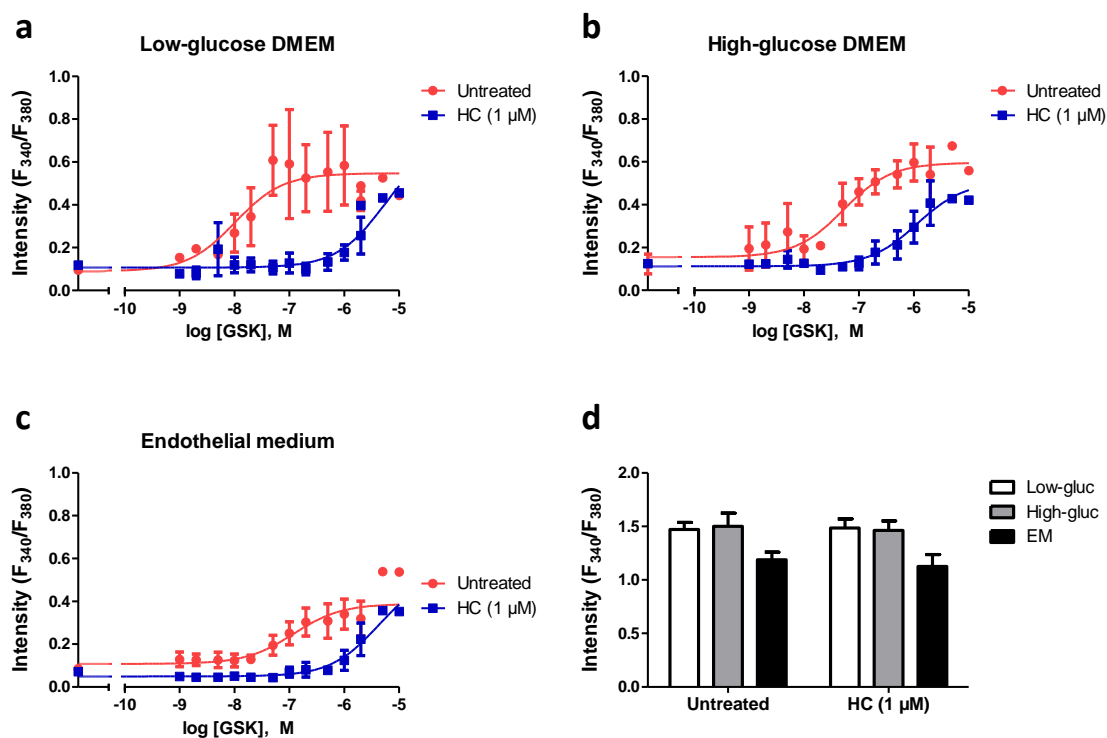 a
Low-glucose DMEM
Intensity (F340/F380)
1.0
0.8
0.6
0.4
0.2
0.0
-10
-9
-8
-7
-6
-5
log [GSK], M
Untreated
HC (1 µM)
b
High-glucose DMEM
Intensity (F340/F380)
1.0
0.8
0.6
0.4
0.2
0.0
-10
-9
-8
-7
-6
-5
log [GSK], M
Untreated
HC (1 µM)
c
Endothelial medium
Intensity (F340/F380)
1.0
0.8
0.6
0.4
0.2
0.0
-10
-9
-8
-7
-6
-5
log [GSK], M
Untreated
HC (1 µM)
d
Intensity (F340/F380)
2.0
1.5
1.0
0.5
0.0
Untreated
HC (1 µM)
Low-gluc
High-gluc
EM